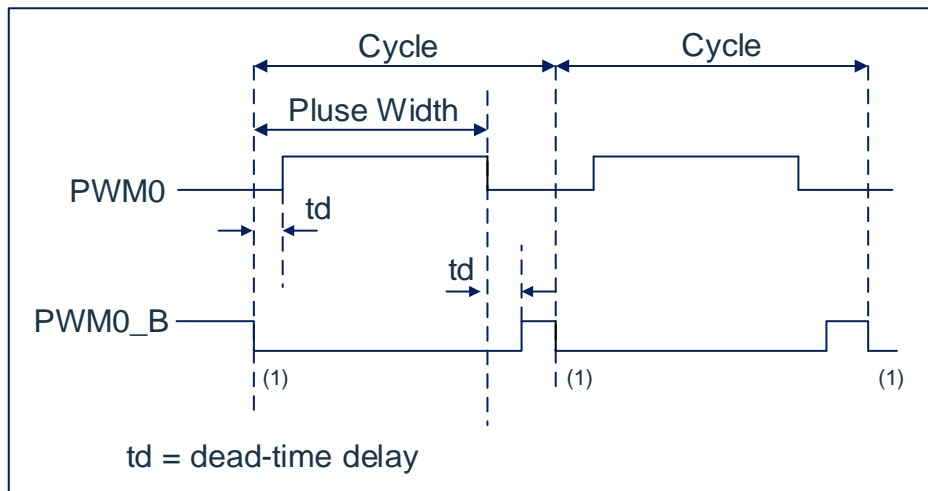 Cycle Cycle
Pluse Width
PWM0
td
td
PWM0_B
(1) (1) (1)
td = dead-time delay